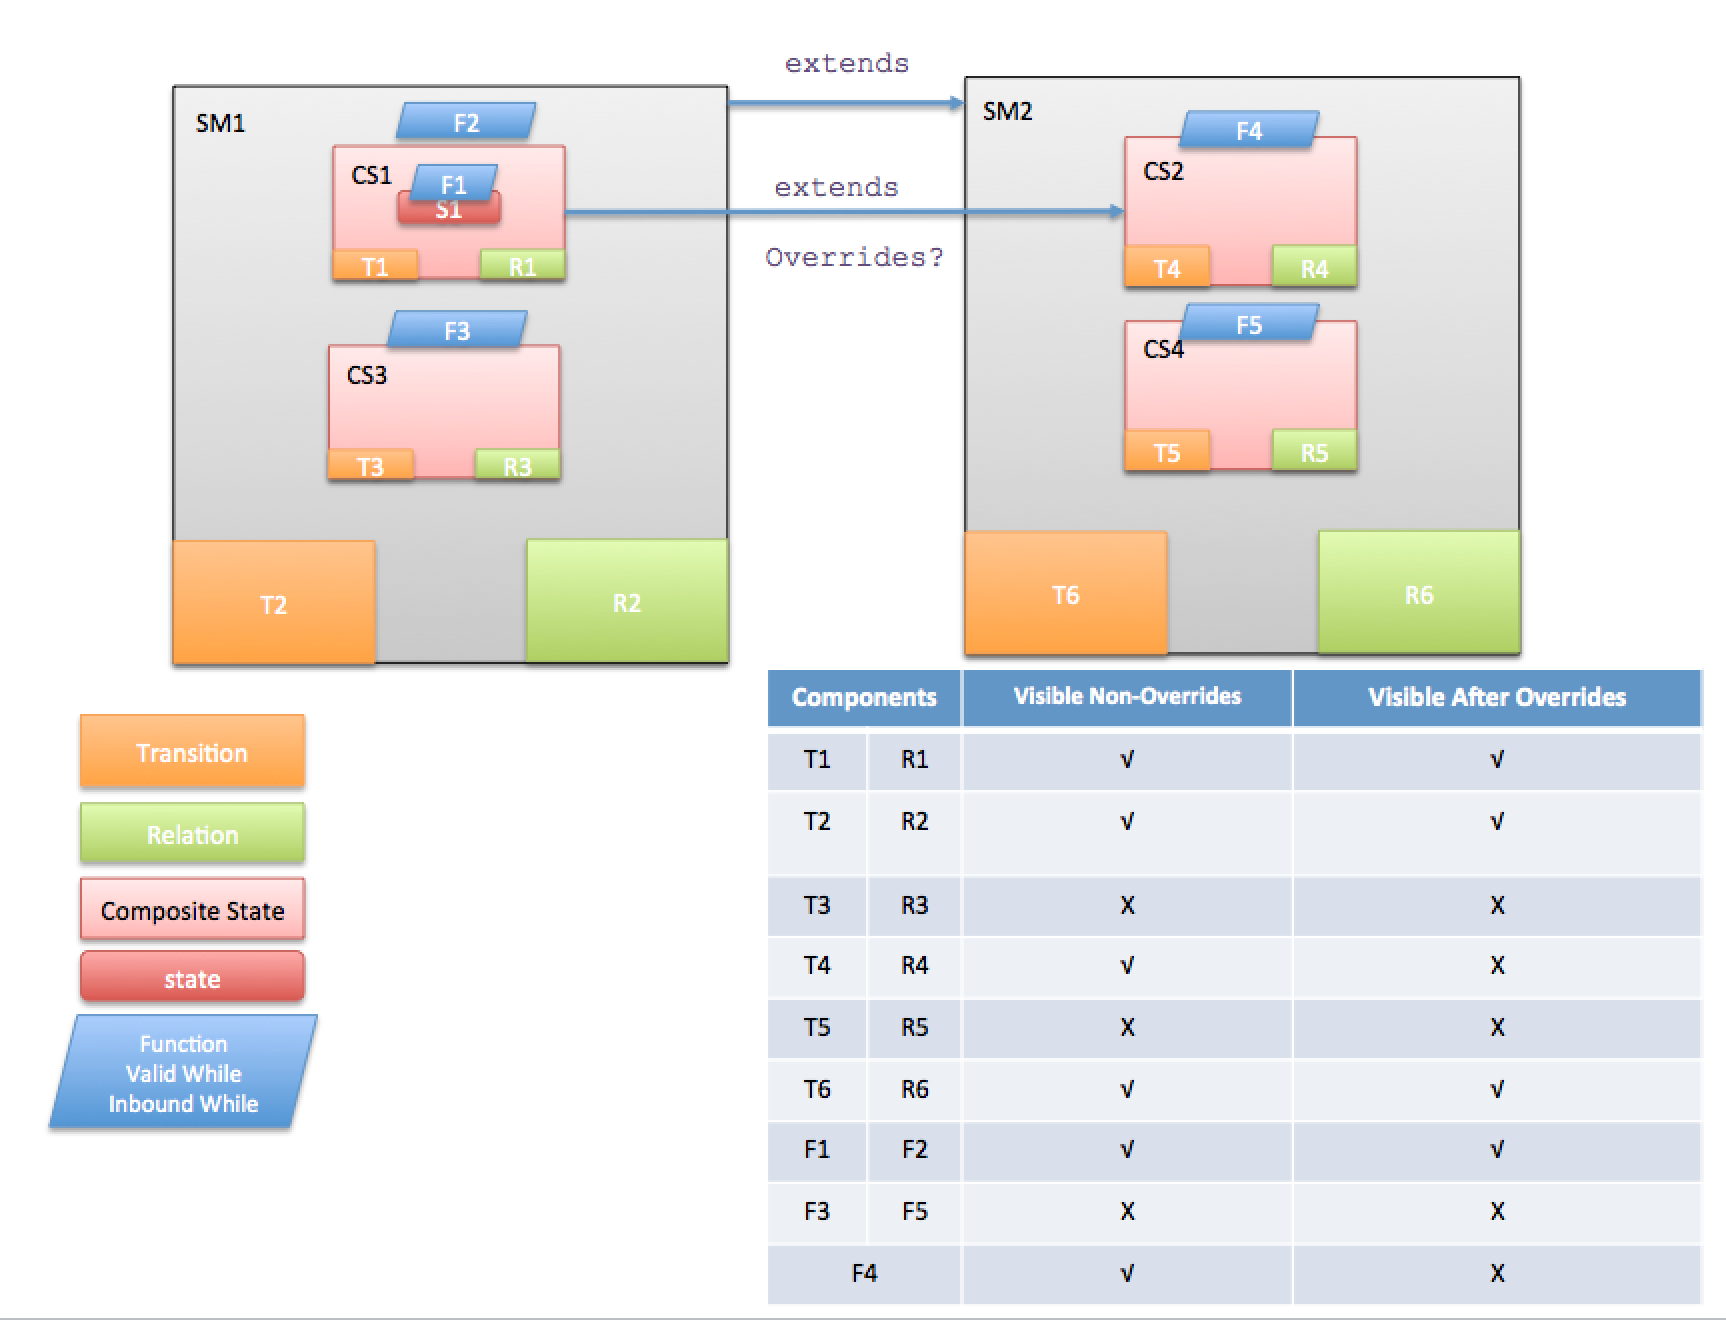 extends
SM1
F2
CS1
F1
S1
T1
R1
F3
CS3
T3
R3
T2
R2
extends
Overrides?
SM2
F4
CS2
T4
R4
F5
CS4
T5
R5
T6
R6
Transition
Relation
Composite State
state
Function
Valid While
Inbound While
Components Visible Non-Overrides Visible After Overrides
T1 R1 √ √
T2 R2 √ √
T3 R3 X X
T4 R4 √ X
T5 R5 X X
T6 R6 √ √
F1 F2 √ √
F3 F5 X X
F4 √ X